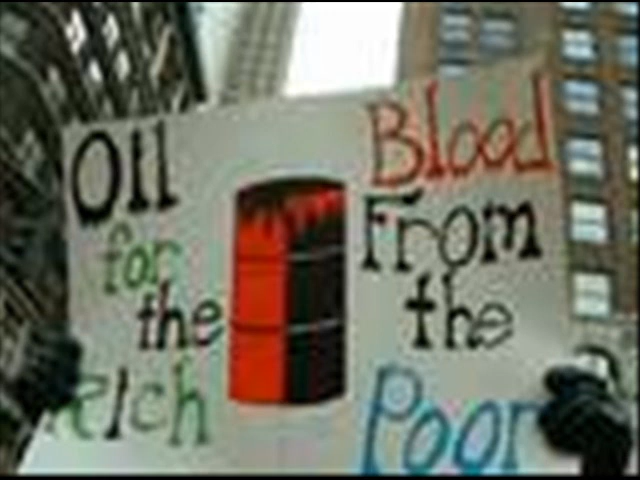 Oil
for
the
Rich
Blood
From
the
Poor